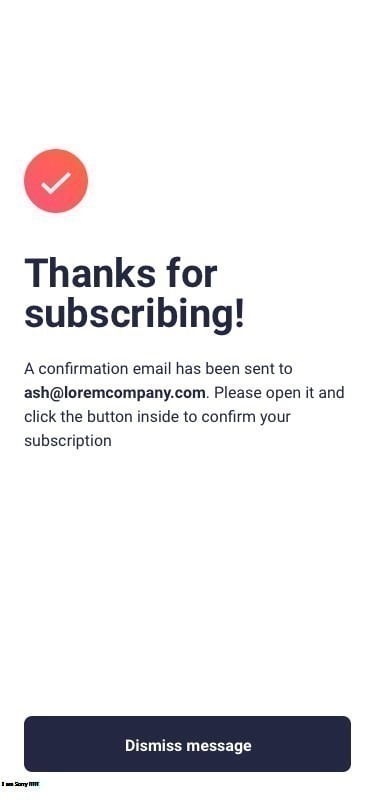 Thanks for
subscribing!
A confirmation email has been sent to
ash@loremcompany.com. Please open it and
click the button inside to confirm your
subscription
Dismiss message
I am Sorry